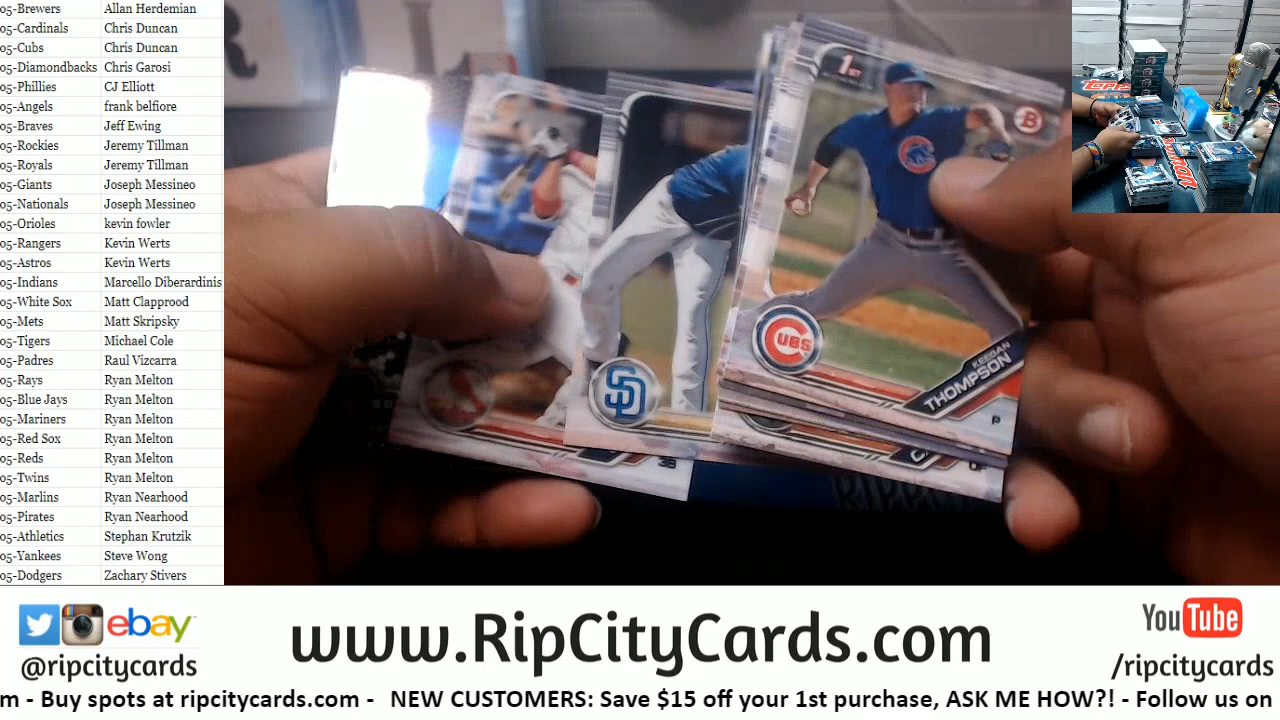 05-Brewers Allan Herdemian
05-Cardinals Chris Duncan
05-Cubs Chris Duncan
05-Diamondbacks Chris Garosi
05-Phillies CJ Elliott
05-Angels frank belfiore
05-Braves Jeff Ewing
05-Rockies Jeremy Tillman
05-Royals Jeremy Tillman
05-Giants Joseph Messineo
05-Nationals Joseph Messineo
05-Orioles kevin fowler
05-Rangers Kevin Werts
05-Astros Kevin Werts
05-Indians Marcello Diberardinis
05-White Sox Matt Clapprood
05-Mets Matt Skripsky
05-Tigers Michael Cole
05-Padres Raul Vizcarra
05-Rays Ryan Melton
05-Blue Jays Ryan Melton
05-Mariners Ryan Melton
05-Red Sox Ryan Melton
05-Reds Ryan Melton
05-Twins Ryan Melton
05-Marlins Ryan Nearhood
05-Pirates Ryan Nearhood
05-Athletics Stephan Krutzik
05-Yankees Steve Wong
05-Dodgers Zachary Stivers
1ST
B
CUBS
KEEGAN
THOMPSON
P
SD
3B
ebay
@ripcitycards
www.RipCityCards.com
YouTube
/ripcitycards
m - Buy spots at ripcitycards.com - NEW CUSTOMERS: Save $15 off your 1st purchase, ASK ME HOW?! - Follow us on